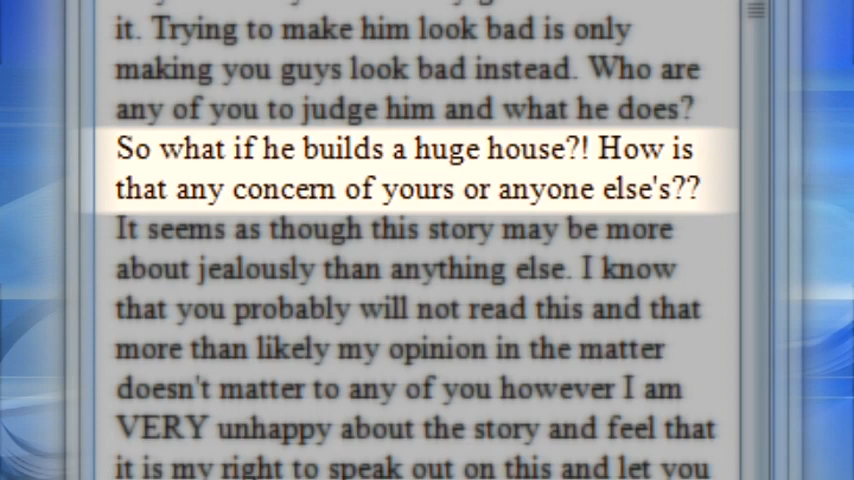 it. Trying to make him look bad is only
making you guys look bad instead. Who are
any of you to judge him and what he does?
So what if he builds a huge house?! How is
that any concern of yours or anyone else's??
It seems as though this story may be more
about jealously than anything else. I know
that you probably will not read this and that
more than likely my opinion in the matter
doesn't matter to any of you however I am
VERY unhappy about the story and feel that
it is my right to speak out on this and let you